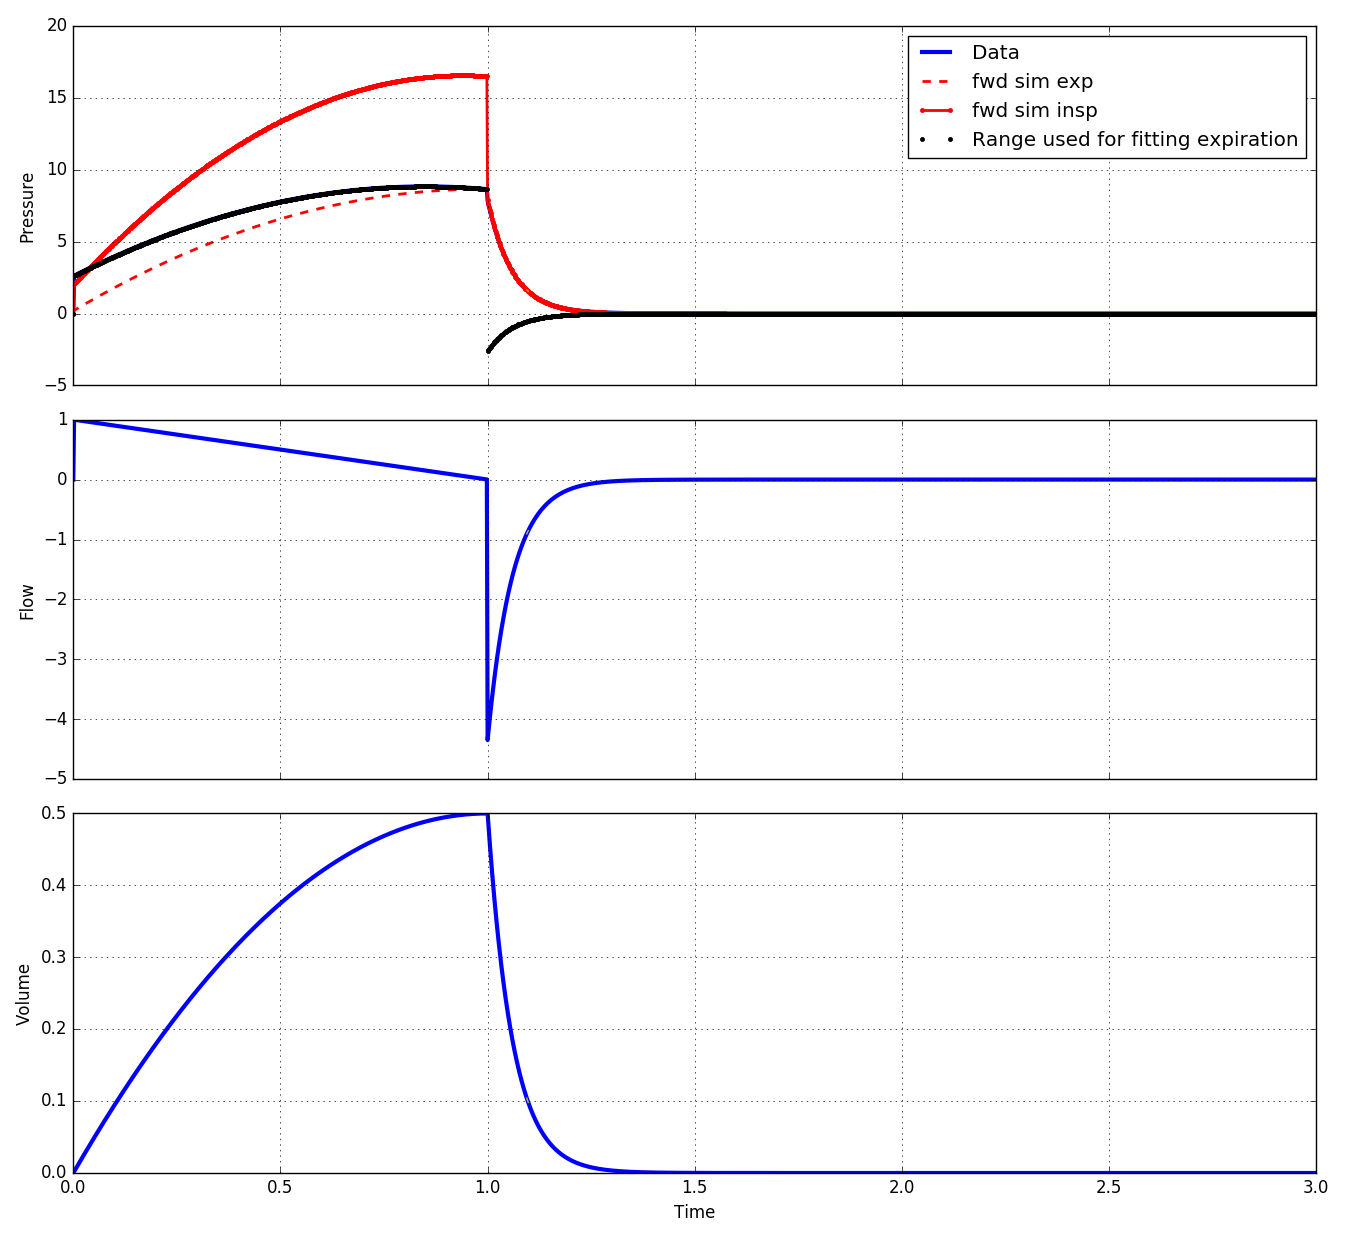 20
15
10
5
0
−5
Pressure
Data
fwd sim exp
fwd sim insp
Range used for fitting expiration
1
0
−1
−2
−3
−4
−5
Flow
0.5
0.4
0.3
0.2
0.1
0.0
Volume
0.0 0.5 1.0 1.5 2.0 2.5 3.0
Time